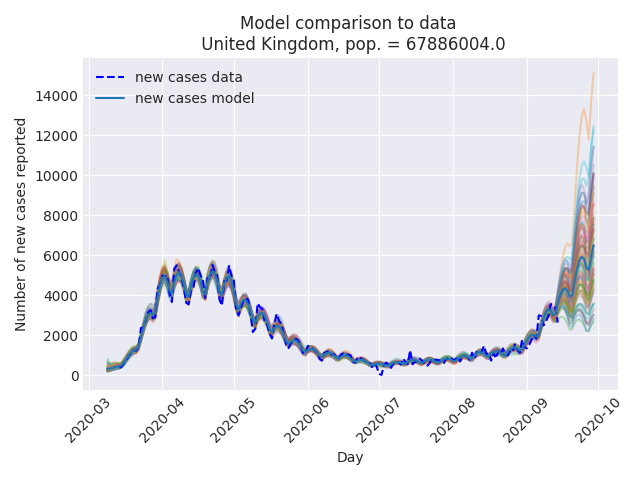 Model comparison to data
United Kingdom, pop. = 67886004.0
new cases data
new cases model
Number of new cases reported
14000
12000
10000
8000
6000
4000
2000
0
2020-03
2020-04
2020-05
2020-06
2020-07
2020-08
2020-09
2020-10
Day